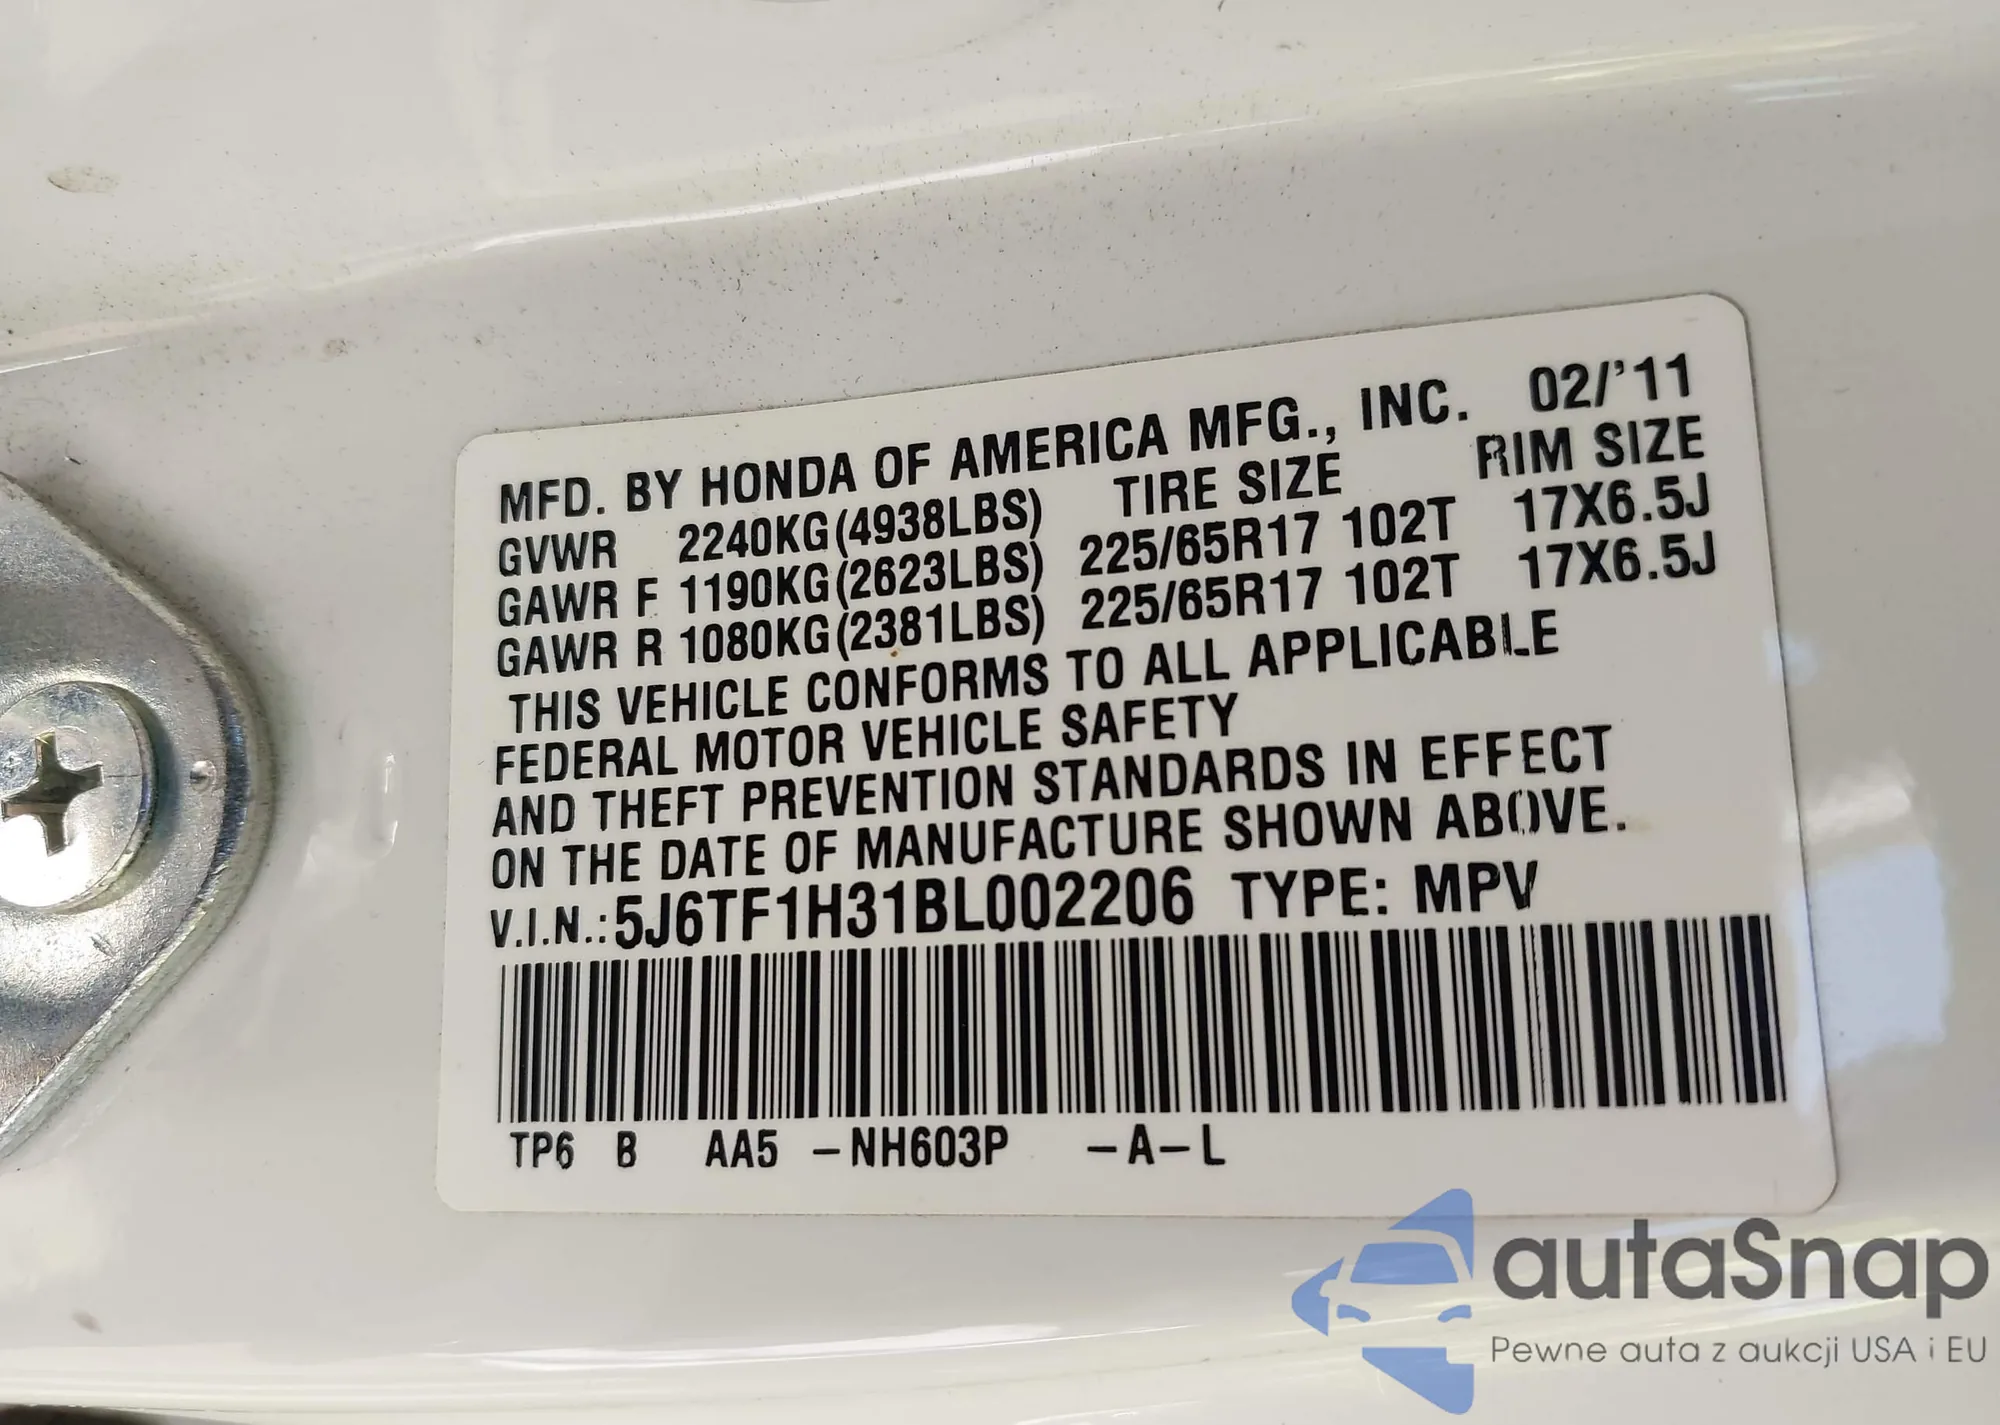 MFD. BY HONDA OF AMERICA MFG., INC. 02/'11
GVWR 2240KG(4938LBS) TIRE SIZE RIM SIZE
GAWR F 1190KG(2623LBS) 225/65R17 102T 17X6.5J
GAWR R 1080KG(2381LBS) 225/65R17 102T 17X6.5J
THIS VEHICLE CONFORMS TO ALL APPLICABLE
FEDERAL MOTOR VEHICLE SAFETY
AND THEFT PREVENTION STANDARDS IN EFFECT
ON THE DATE OF MANUFACTURE SHOWN ABOVE.
V.I.N.:5J6TF1H31BL002206 TYPE: MPV
TP6 B AA5 -NH603P -A-L
autaSnap
Pewne auta z aukcji USA i EU